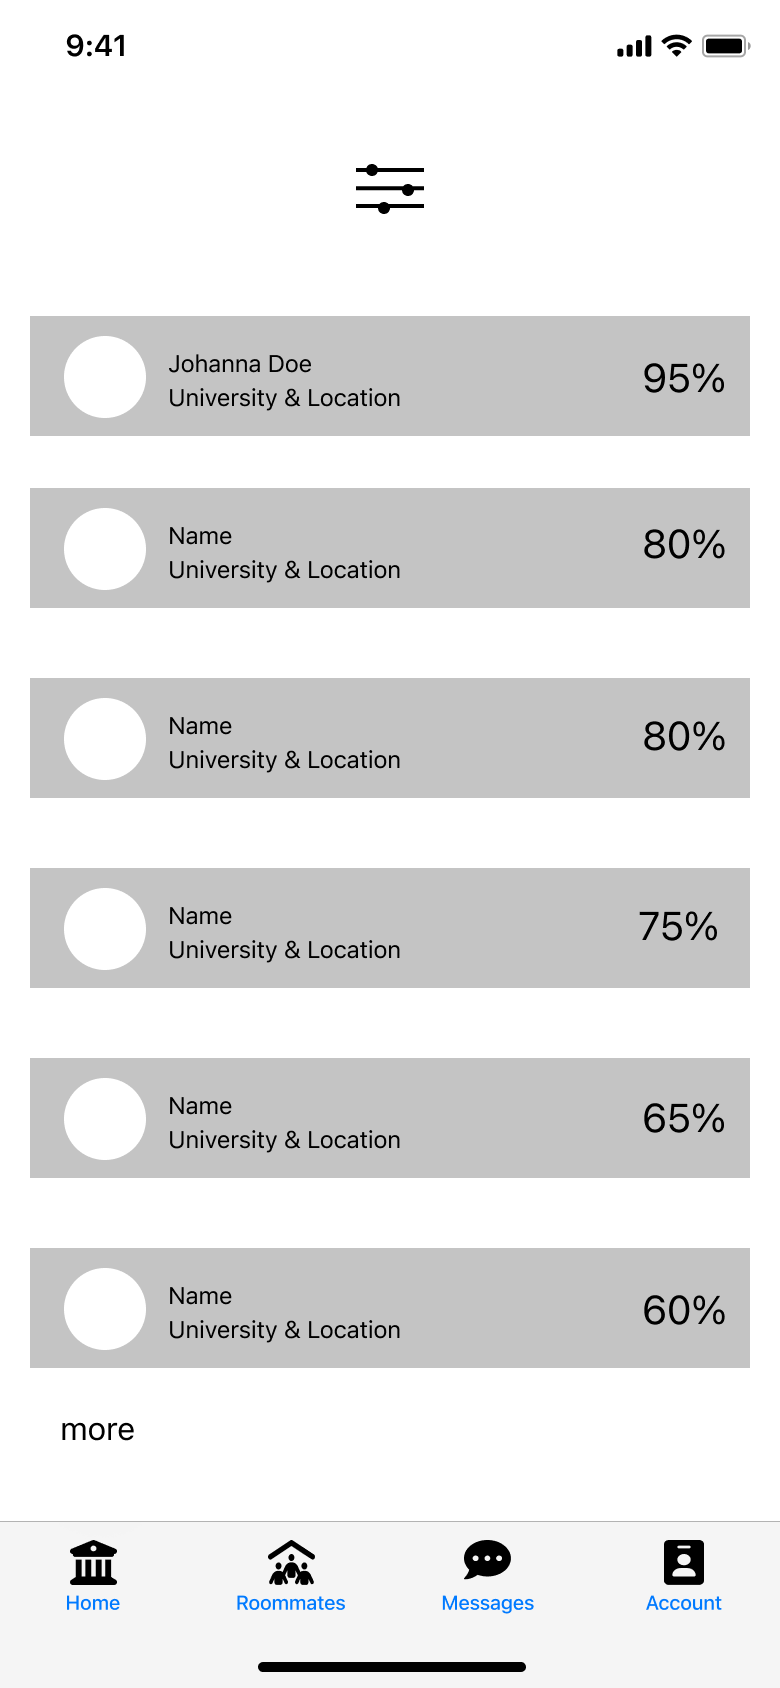 9:41
Johanna Doe
University & Location
95%
Name
University & Location
80%
Name
University & Location
80%
Name
University & Location
75%
Name
University & Location
65%
Name
University & Location
60%
more
Home Roommates Messages Account